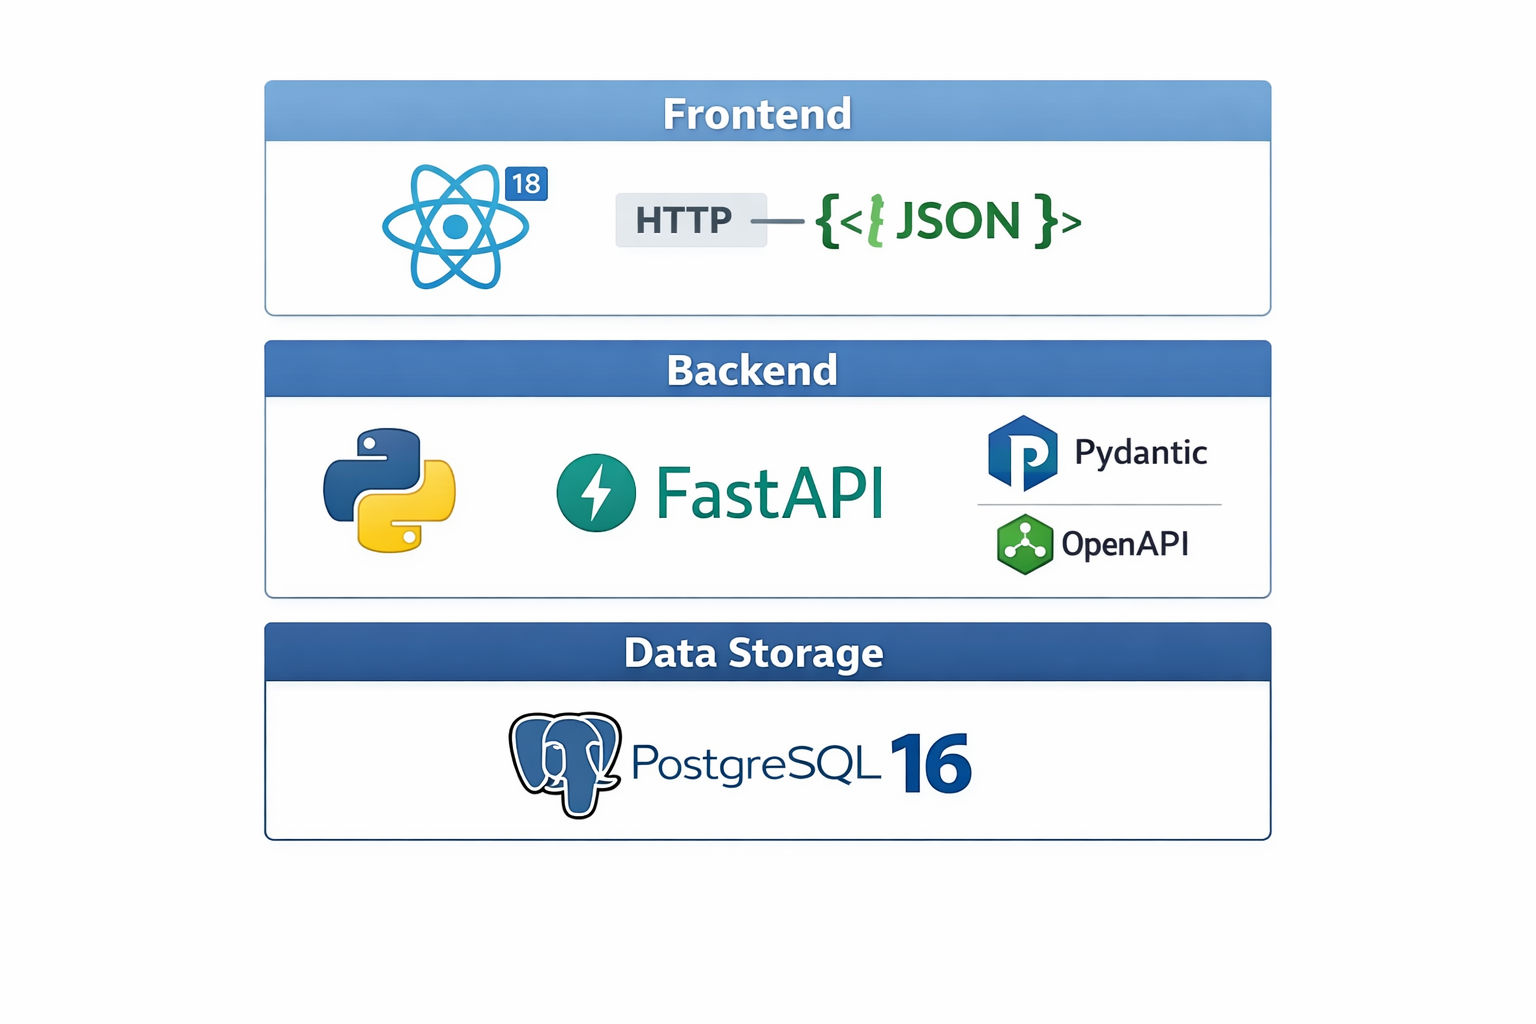 Frontend
18
HTTP {<{ JSON }>
Backend
FastAPI
Pydantic
OpenAPI
Data Storage
PostgreSQL 16